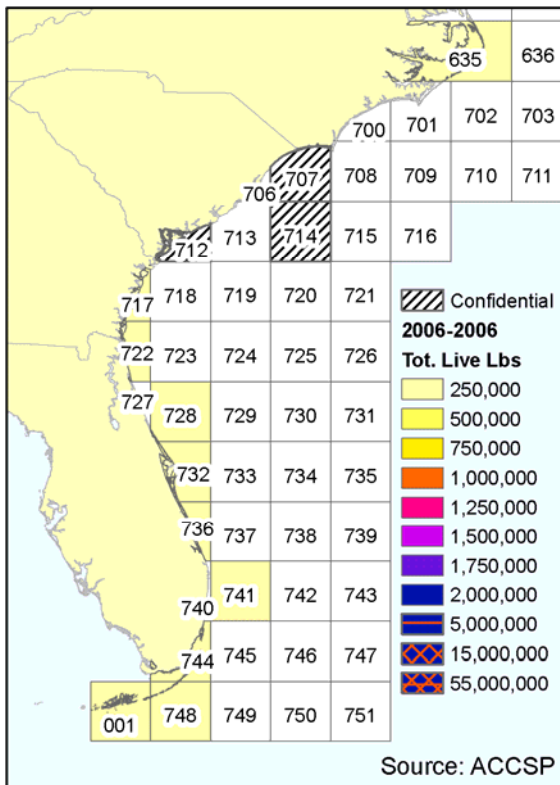 635 636
700 701 702 703
706 707 708 709 710 711
712 713 714 715 716
717 718 719 720 721
722 723 724 725 726
727 728 729 730 731
732 733 734 735
736 737 738 739
740 741 742 743
744 745 746 747
001 748 749 750 751
Confidential
2006-2006
Tot. Live Lbs
250,000
500,000
750,000
1,000,000
1,250,000
1,500,000
1,750,000
2,000,000
5,000,000
15,000,000
55,000,000
Source: ACCSP